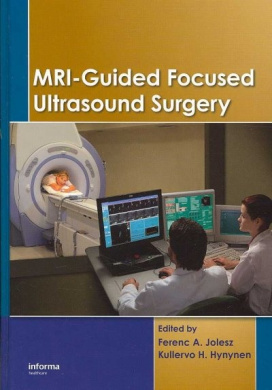 MRI-Guided Focused
Ultrasound Surgery
Edited by
Ferenc A. Jolesz
Kullervo H. Hynynen
informa
healthcare